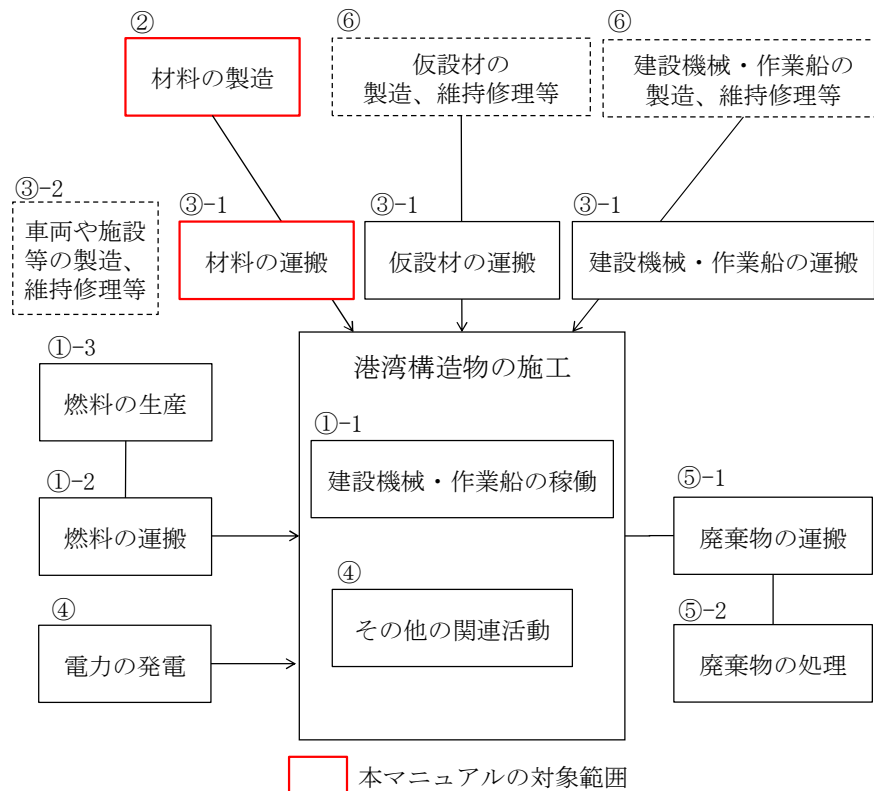 ②
材料の製造
⑥
仮設材の
製造、維持修理等
⑥
建設機械・作業船の
製造、維持修理等
③-2
車両や施設
等の製造、
維持修理等
③-1
材料の運搬
③-1
仮設材の運搬
③-1
建設機械・作業船の運搬
港湾構造物の施工
①-3
燃料の生産
①-1
建設機械・作業船の稼働
①-2
燃料の運搬
⑤-1
廃棄物の運搬
④
その他の関連活動
④
電力の発電
⑤-2
廃棄物の処理
本マニュアルの対象範囲